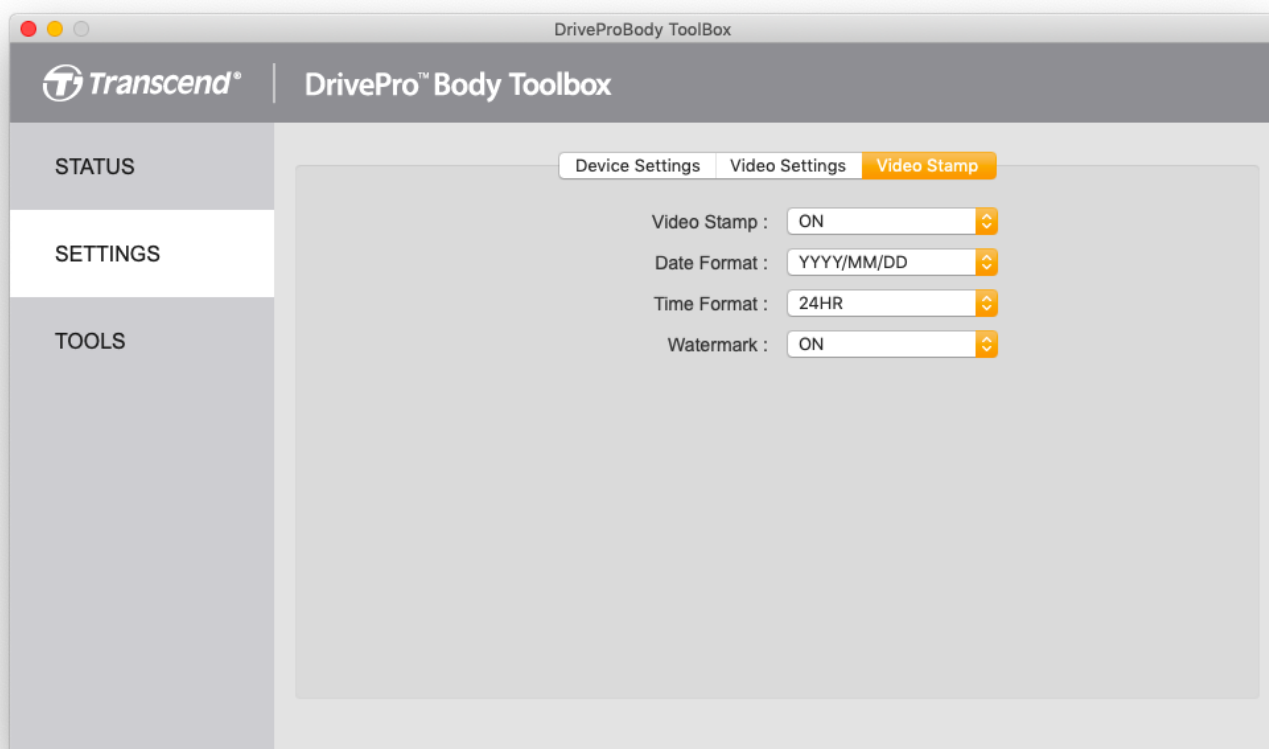 DriveProBody ToolBox
Transcend® DrivePro™ Body Toolbox
STATUS
SETTINGS
TOOLS
Device Settings Video Settings Video Stamp
Video Stamp : ON
Date Format : YYYY/MM/DD
Time Format : 24HR
Watermark : ON